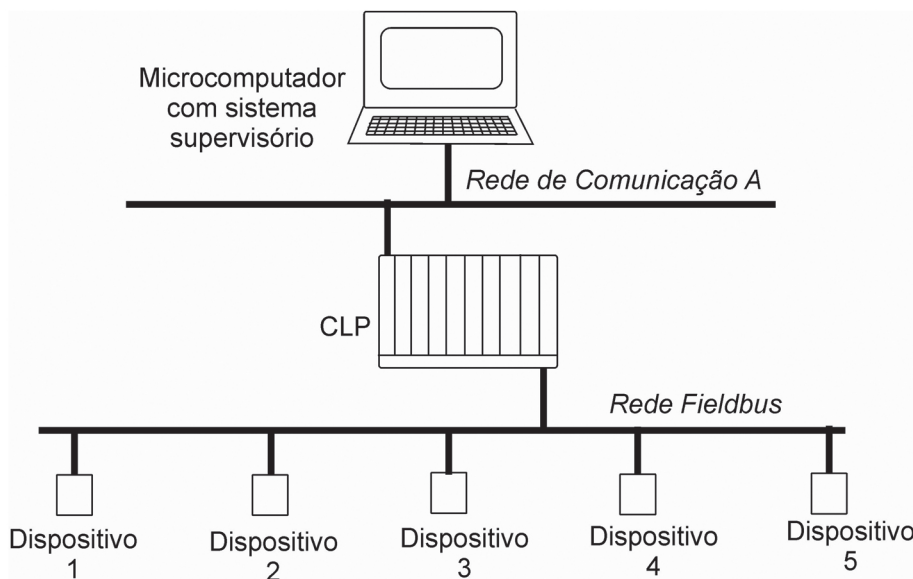 Microcomputador
com sistema
supervisório
Rede de Comunicação A
CLP
Rede Fieldbus
Dispositivo
1
Dispositivo
2
Dispositivo
3
Dispositivo
4
Dispositivo
5